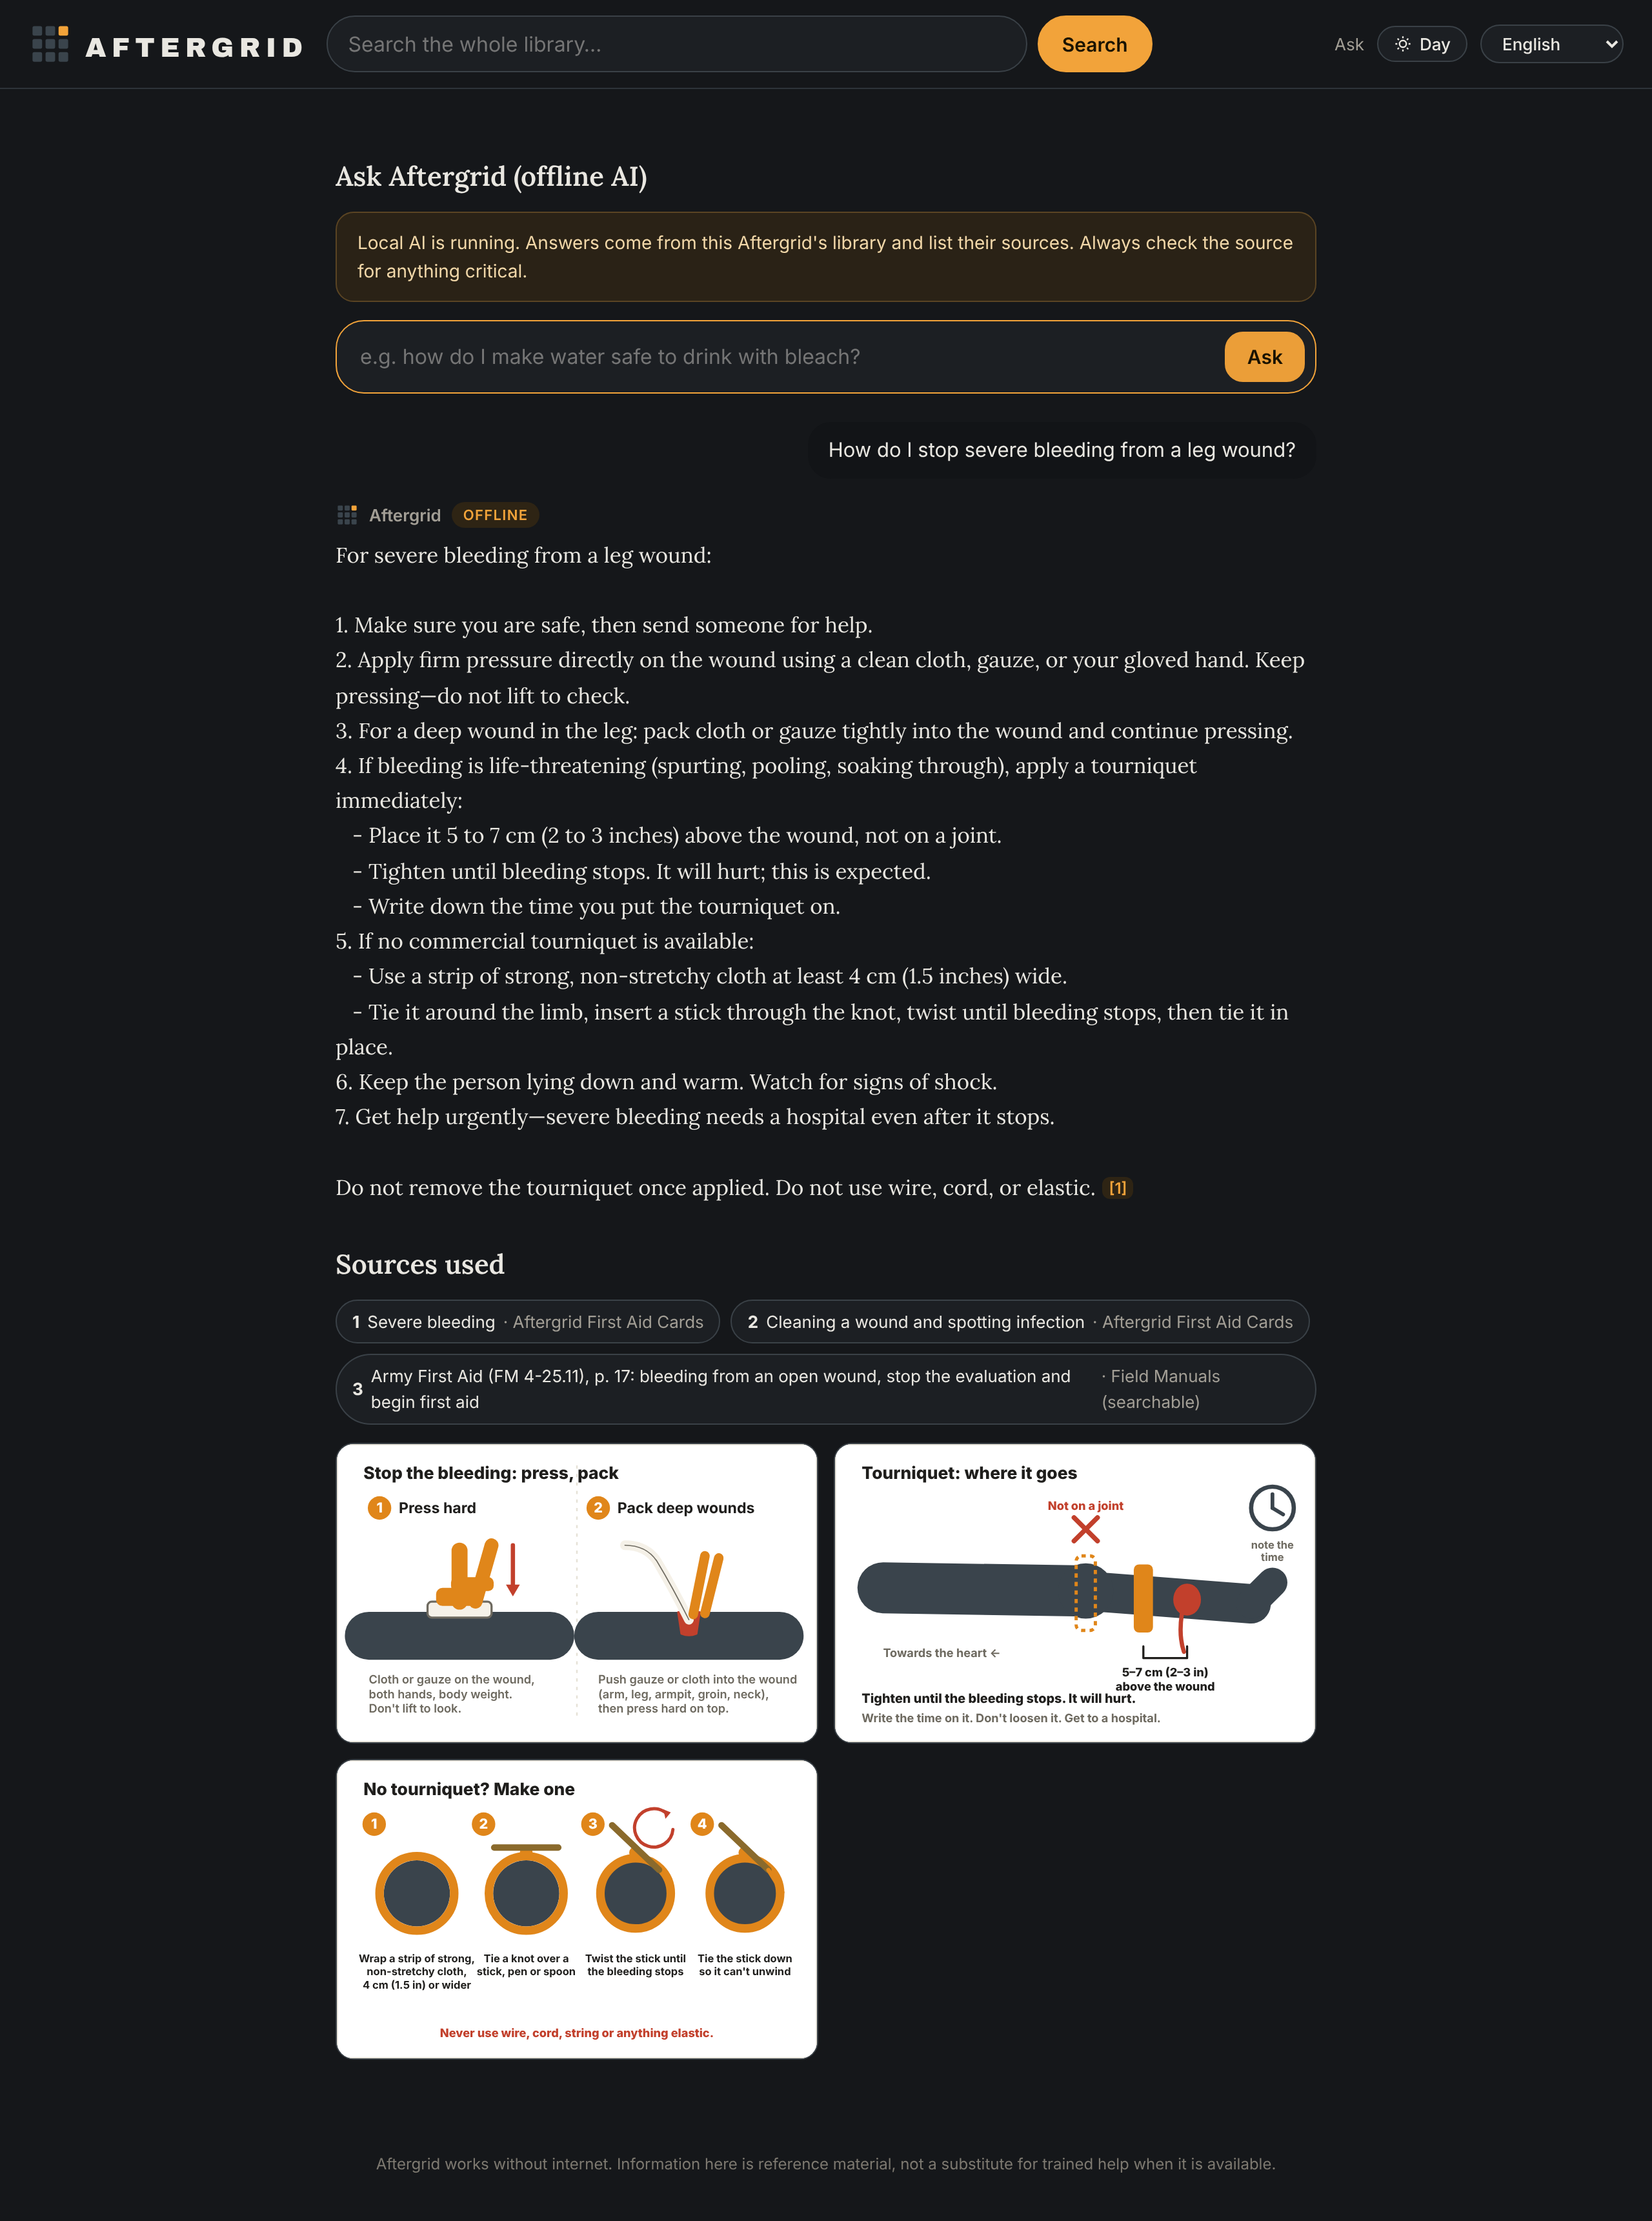 AFTERGRID
Search the whole library...
Search
Ask
Day
English
Ask Aftergrid (offline AI)
Local AI is running. Answers come from this Aftergrid's library and list their sources. Always check the source
for anything critical.
e.g. how do I make water safe to drink with bleach?
Ask
How do I stop severe bleeding from a leg wound?
Aftergrid
OFFLINE
For severe bleeding from a leg wound:
1. Make sure you are safe, then send someone for help.
2. Apply firm pressure directly on the wound using a clean cloth, gauze, or your gloved hand. Keep
pressing—do not lift to check.
3. For a deep wound in the leg: pack cloth or gauze tightly into the wound and continue pressing.
4. If bleeding is life-threatening (spurting, pooling, soaking through), apply a tourniquet
immediately:
- Place it 5 to 7 cm (2 to 3 inches) above the wound, not on a joint.
- Tighten until bleeding stops. It will hurt; this is expected.
- Write down the time you put the tourniquet on.
5. If no commercial tourniquet is available:
- Use a strip of strong, non-stretchy cloth at least 4 cm (1.5 inches) wide.
- Tie it around the limb, insert a stick through the knot, twist until bleeding stops, then tie it in
place.
6. Keep the person lying down and warm. Watch for signs of shock.
7. Get help urgently—severe bleeding needs a hospital even after it stops.
Do not remove the tourniquet once applied. Do not use wire, cord, or elastic. [1]
Sources used
1 Severe bleeding · Aftergrid First Aid Cards
2 Cleaning a wound and spotting infection · Aftergrid First Aid Cards
3 Army First Aid (FM 4-25.11), p. 17: bleeding from an open wound, stop the evaluation and
begin first aid
· Field Manuals
(searchable)
Stop the bleeding: press, pack
1 Press hard
2 Pack deep wounds
Cloth or gauze on the wound,
both hands, body weight.
Don't lift to look.
Push gauze or cloth into the wound
(arm, leg, armpit, groin, neck),
then press hard on top.
Tourniquet: where it goes
Not on a joint
note the
time
Towards the heart ←
5–7 cm (2–3 in)
above the wound
Tighten until the bleeding stops. It will hurt.
Write the time on it. Don't loosen it. Get to a hospital.
No tourniquet? Make one
1
2
3
4
Wrap a strip of strong,
non-stretchy cloth,
4 cm (1.5 in) or wider
Tie a knot over a
stick, pen or spoon
Twist the stick until
the bleeding stops
Tie the stick down
so it can't unwind
Never use wire, cord, string or anything elastic.
Aftergrid works without internet. Information here is reference material, not a substitute for trained help when it is available.